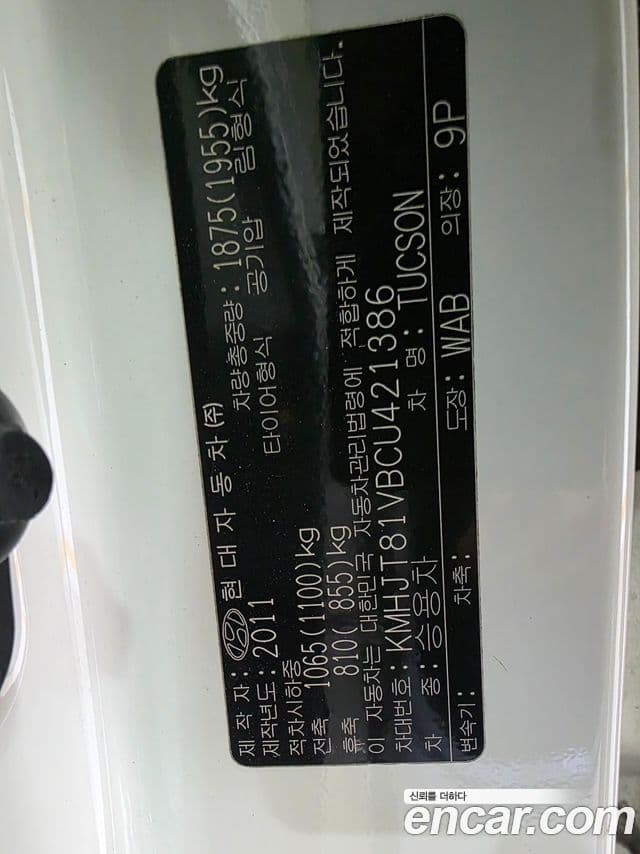 제 작 자: 현 대 자 동 차 (주)
제작년도: 2011 차량총중량: 1875(1955)kg
적차시하중 타이어형식 공기압 림형식
전축 1065(1100)kg
후축 810( 855)kg
이 자동차는 대한민국 자동차관리법령에 적합하게 제작되었습니다.
차대번호: KMHJT81VBCU421386
차 종: 승용차 차 명: TUCSON
변속기: 차축: 도장: WAB 의장: 9P
신뢰를 더하다
encar.com